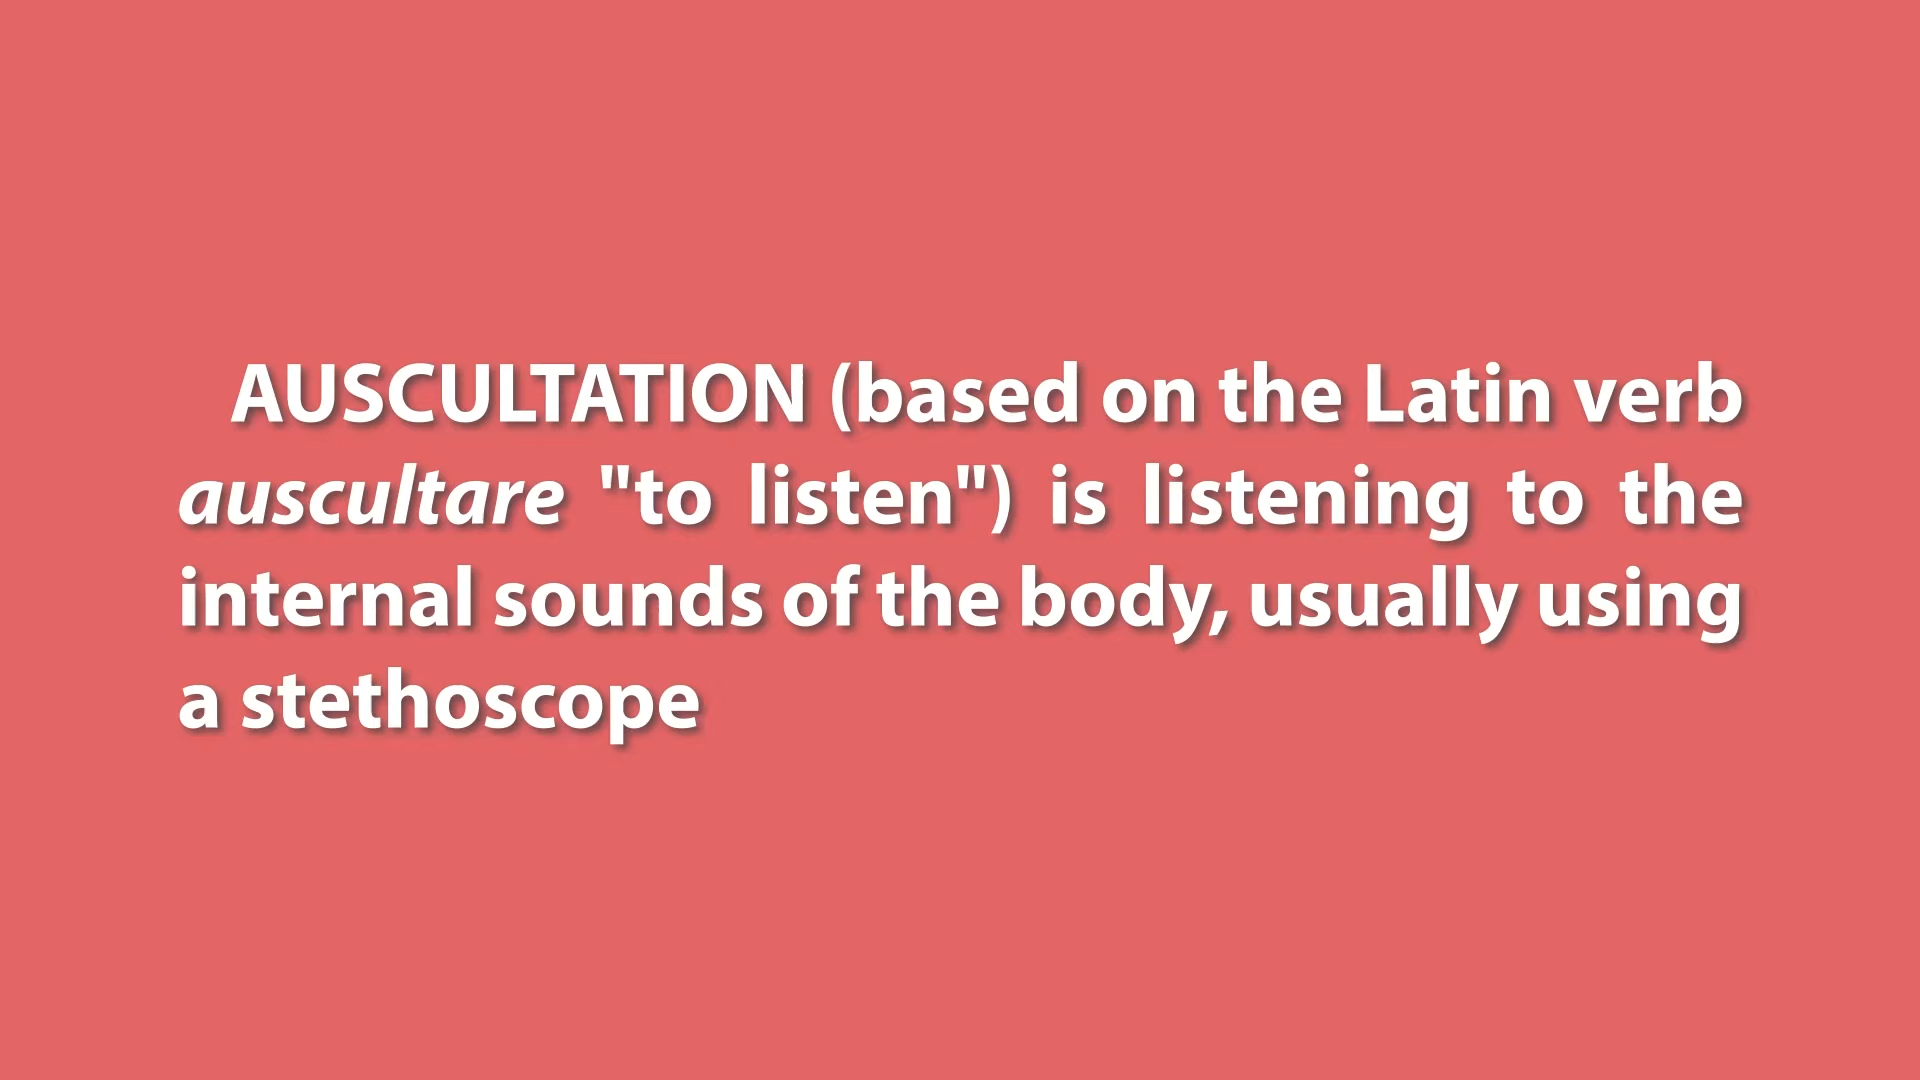 AUSCULTATION (based on the Latin verb
auscultare "to listen") is listening to the
internal sounds of the body, usually using
a stethoscope